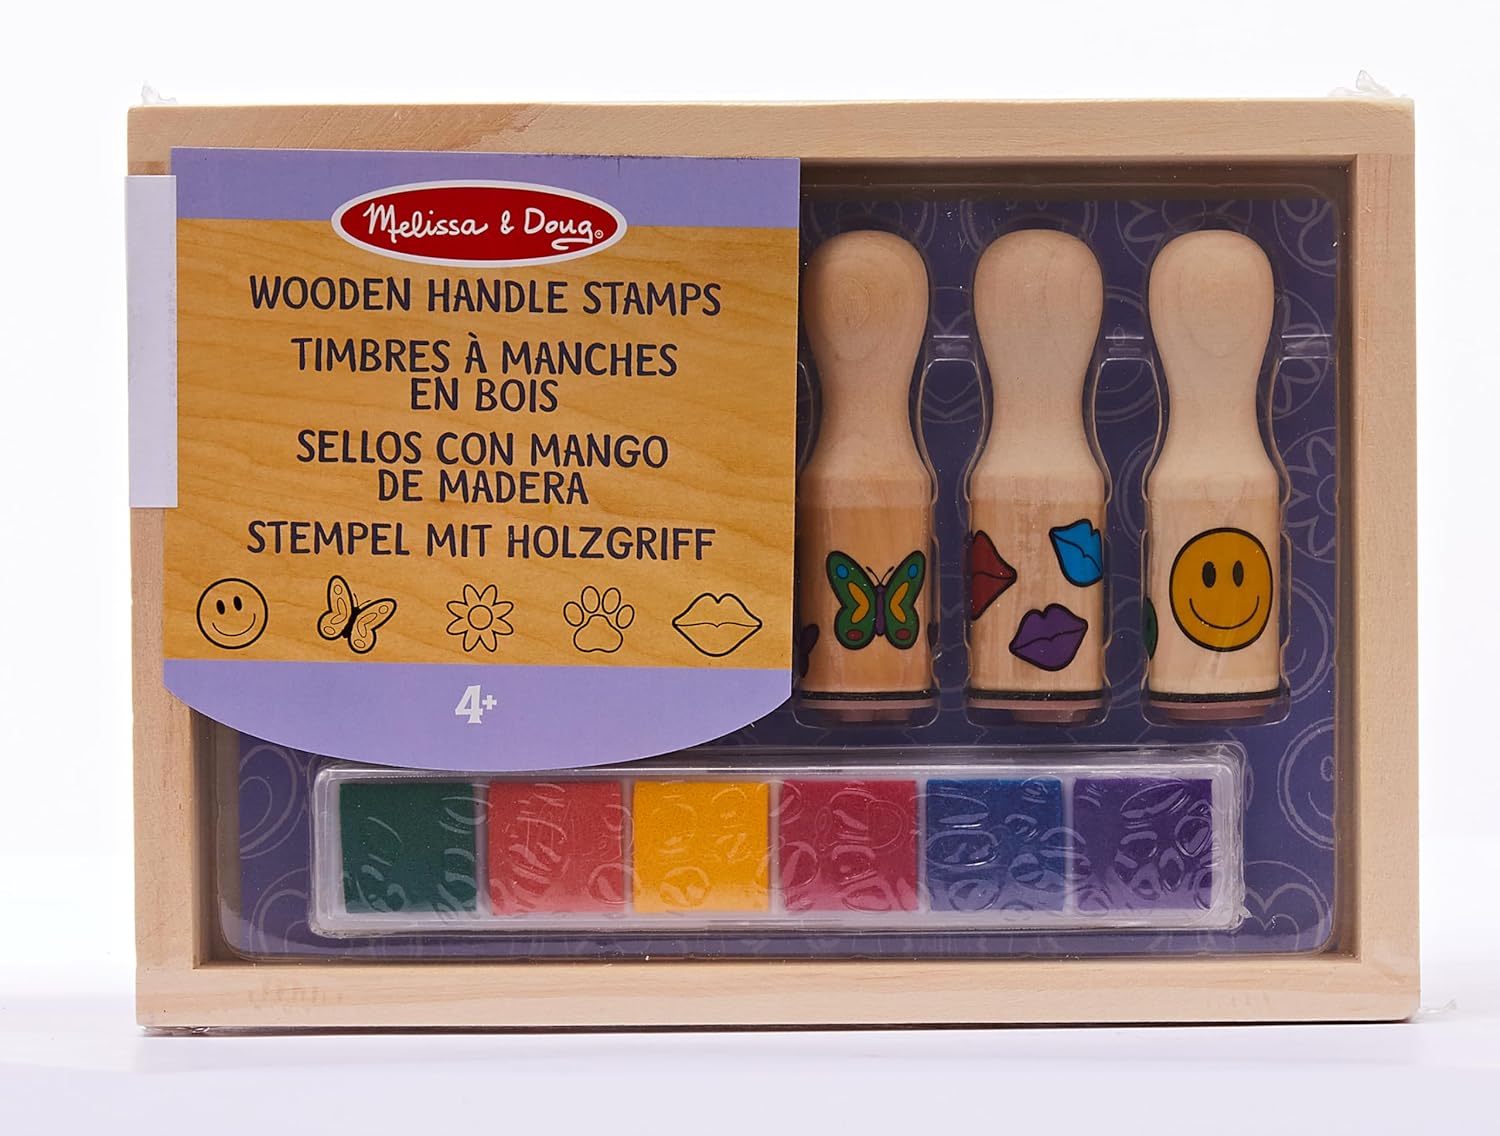 Melissa & Doug®
WOODEN HANDLE STAMPS
TIMBRES À MANCHES
EN BOIS
SELLOS CON MANGO
DE MADERA
STEMPEL MIT HOLZGRIFF
4+